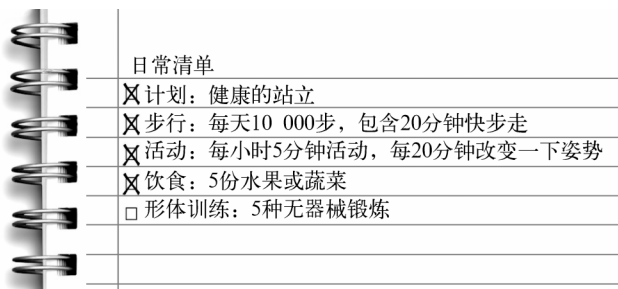 日常清单
☒计划：健康的站立
☒步行：每天10 000步，包含20分钟快步走
☒活动：每小时5分钟活动，每20分钟改变一下姿势
☒饮食：5份水果或蔬菜
□形体训练：5种无器械锻炼